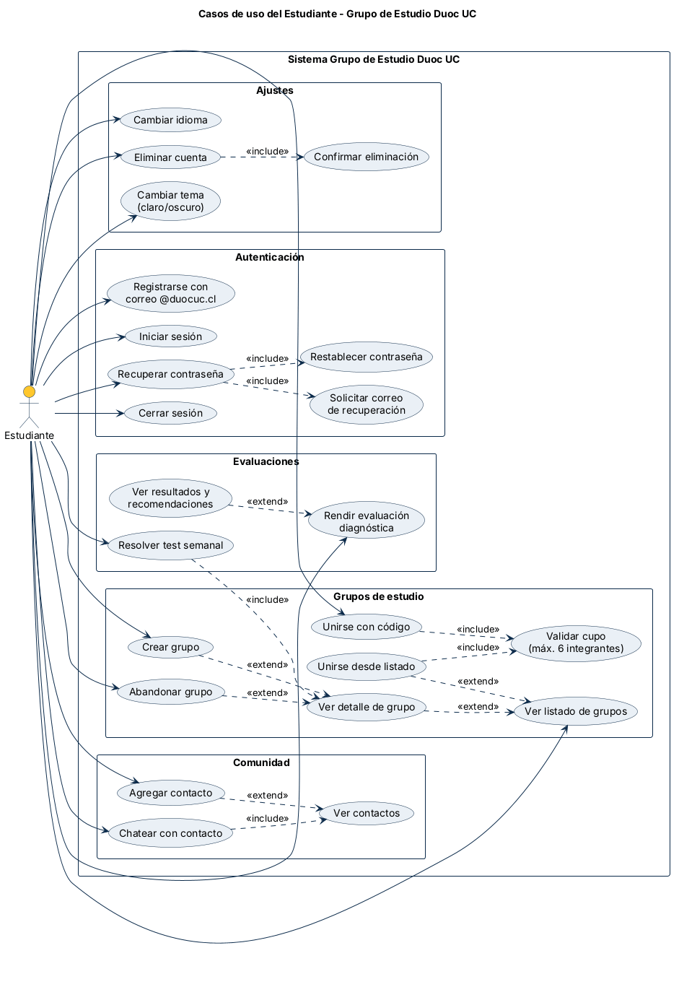 Casos de uso del Estudiante - Grupo de Estudio Duoc UC
Sistema Grupo de Estudio Duoc UC
Ajustes
Cambiar idioma
Eliminar cuenta
«include»
Confirmar eliminación
Cambiar tema
(claro/oscuro)
Autenticación
Registrarse con
correo @duocuc.cl
Iniciar sesión
Recuperar contraseña
«include»
Restablecer contraseña
«include»
Solicitar correo
de recuperación
Cerrar sesión
Estudiante
Evaluaciones
Ver resultados y
recomendaciones
«extend»
Rendir evaluación
diagnóstica
Resolver test semanal
«include»
Grupos de estudio
Unirse con código
«include»
Validar cupo
(máx. 6 integrantes)
Crear grupo
«extend»
Unirse desde listado
«include»
«extend»
Abandonar grupo
«extend»
Ver detalle de grupo
«extend»
Ver listado de grupos
Comunidad
Agregar contacto
«extend»
Ver contactos
Chatear con contacto
«include»